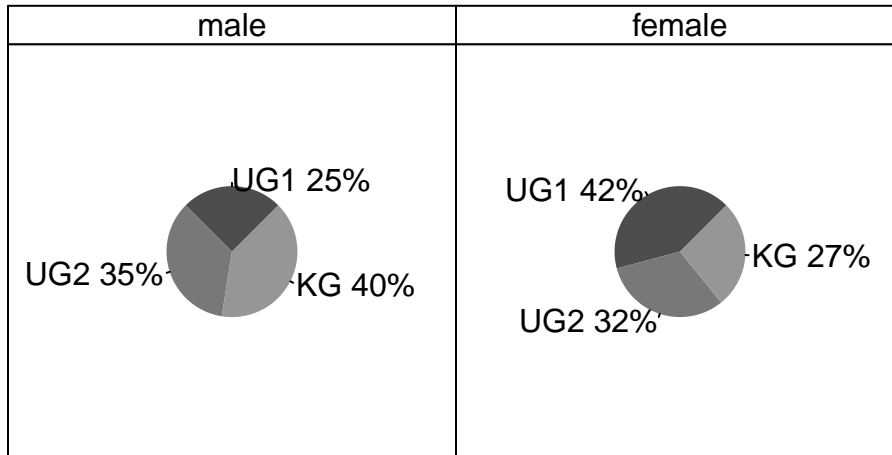 male
female
UG1 25%
UG2 35%
KG 40%
UG1 42%
KG 27%
UG2 32%